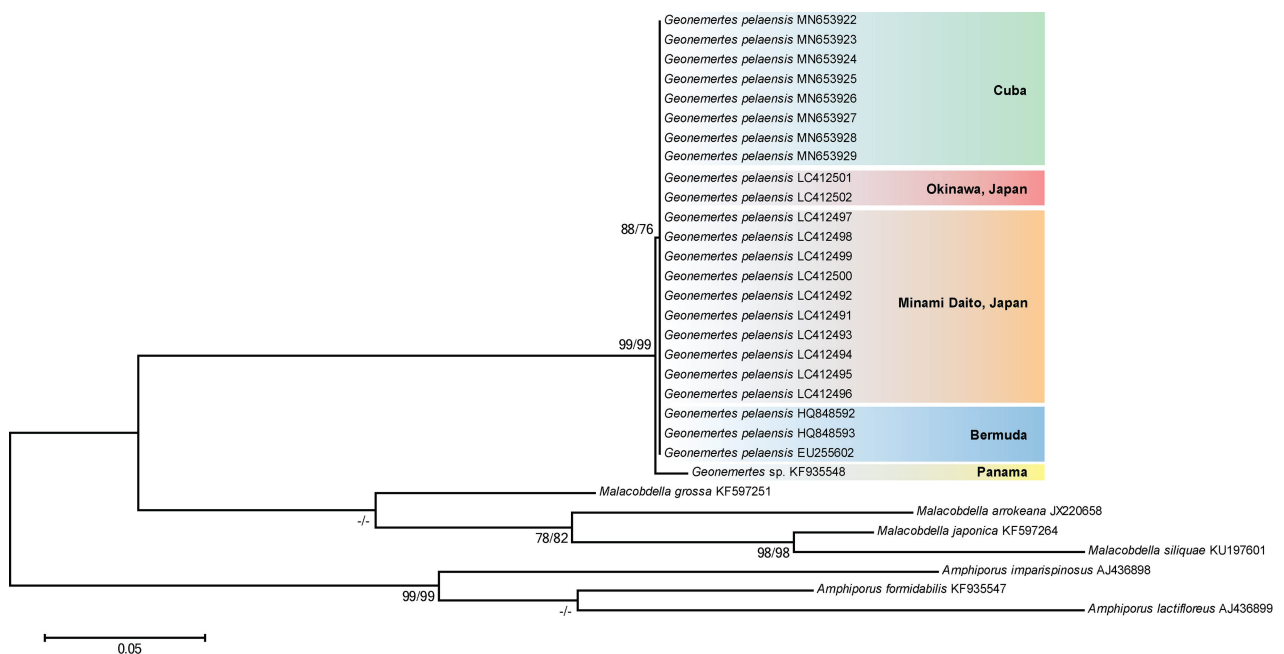 Geonemertes pelaensis MN653922
Geonemertes pelaensis MN653923
Geonemertes pelaensis MN653924
Geonemertes pelaensis MN653925
Geonemertes pelaensis MN653926
Geonemertes pelaensis MN653927
Geonemertes pelaensis MN653928
Geonemertes pelaensis MN653929
Cuba
Geonemertes pelaensis LC412501
Geonemertes pelaensis LC412502
Okinawa, Japan
Geonemertes pelaensis LC412497
Geonemertes pelaensis LC412498
Geonemertes pelaensis LC412499
Geonemertes pelaensis LC412500
Geonemertes pelaensis LC412492
Geonemertes pelaensis LC412491
Geonemertes pelaensis LC412493
Geonemertes pelaensis LC412494
Geonemertes pelaensis LC412495
Geonemertes pelaensis LC412496
Minami Daito, Japan
Geonemertes pelaensis HQ848592
Geonemertes pelaensis HQ848593
Geonemertes pelaensis EU255602
Bermuda
Geonemertes sp. KF935548
Panama
88/76
99/99
Malacobdella grossa KF597251
-/-
Malacobdella arrokeana JX220658
78/82
Malacobdella japonica KF597264
98/98
Malacobdella siliquae KU197601
Amphiporus imparispinosus AJ436898
99/99
Amphiporus formidabilis KF935547
-/-
Amphiporus lactifloreus AJ436899
0.05